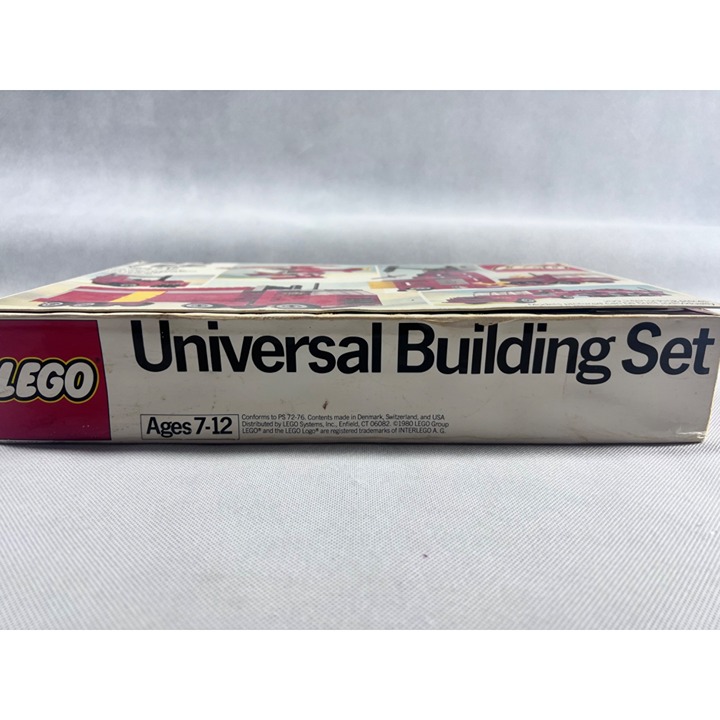 LEGO
Universal Building Set
Ages 7-12
Conforms to PS 72-76. Contents made in Denmark, Switzerland, and USA
Distributed by LEGO Systems, Inc., Enfield, CT 06082. ©1980 LEGO Group
LEGO® and the LEGO Logo® are registered trademarks of INTERLEGO A. G.